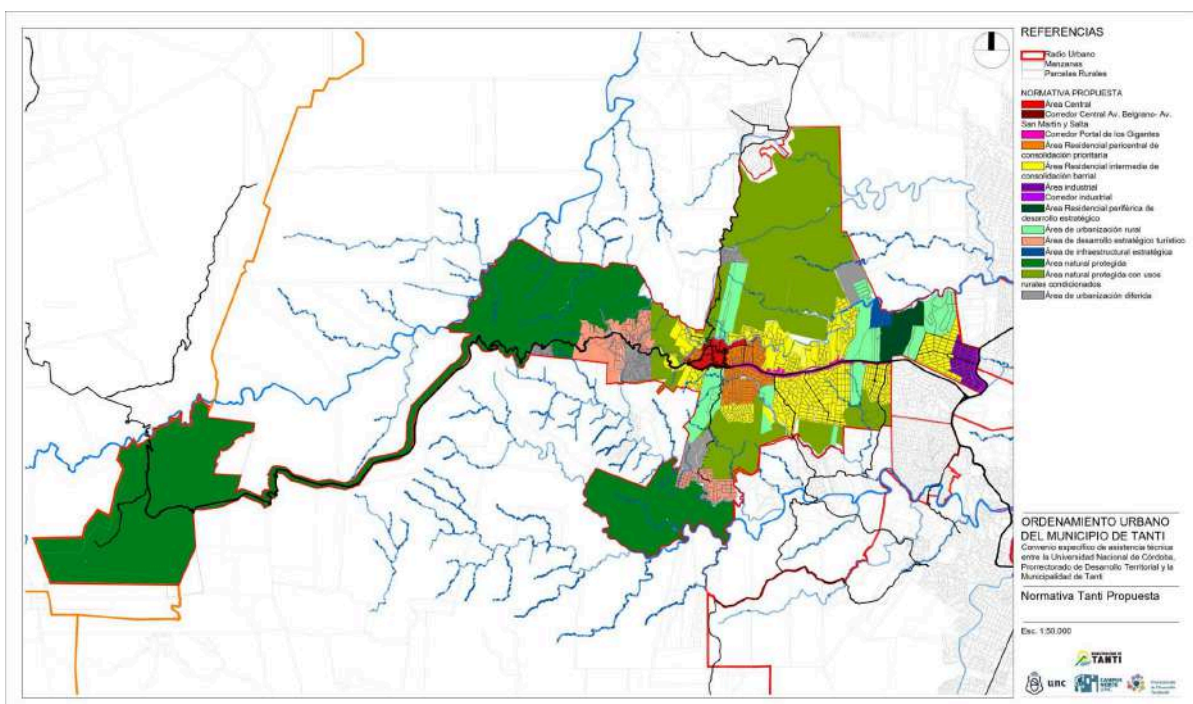 REFERENCIAS
Radio Urbano
Manzanas
Parcelas Rurales
NORMATIVA PROPUESTA
Área Central
Corredor Central Av. Belgrano- Av.
San Martín y Salta
Corredor Portal de los Gigantes
Área Residencial pericentral de
consolidación prioritaria
Área Residencial intermedia de
consolidación barrial
Área industrial
Corredor industrial
Área Residencial periférica de
desarrollo estratégico
Área de urbanización rural
Área de desarrollo estratégico turístico
Área de infraestructural estratégica
Área natural protegida
Área natural protegida con usos
rurales condicionados
Área de urbanización diferida
ORDENAMIENTO URBANO
DEL MUNICIPIO DE TANTI
Convenio específico de asistencia técnica
entre la Universidad Nacional de Córdoba,
Prorrectorado de Desarrollo Territorial y la
Municipalidad de Tanti
Normativa Tanti Propuesta
Esc. 1:50.000
TANTI
unc
CAMPUS
NORTE